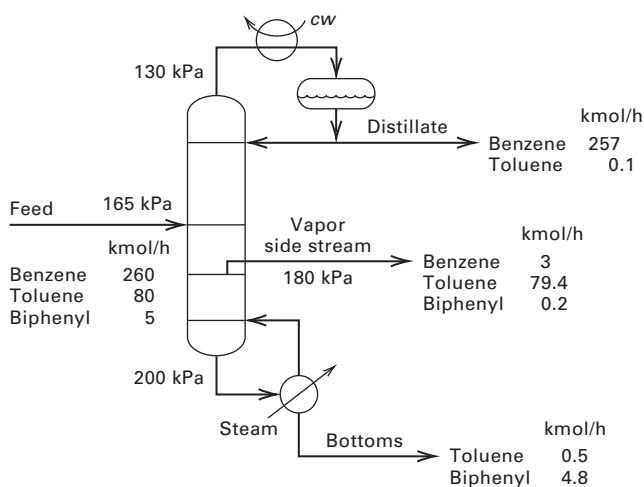 cw
130 kPa
kmol/h
Distillate
Benzene 257
Toluene 0.1
Feed
165 kPa
kmol/h
Benzene 260
Toluene 80
Biphenyl 5
Vapor
side stream
180 kPa
kmol/h
Benzene 3
Toluene 79.4
Biphenyl 0.2
200 kPa
Steam
Bottoms
kmol/h
Toluene 0.5
Biphenyl 4.8